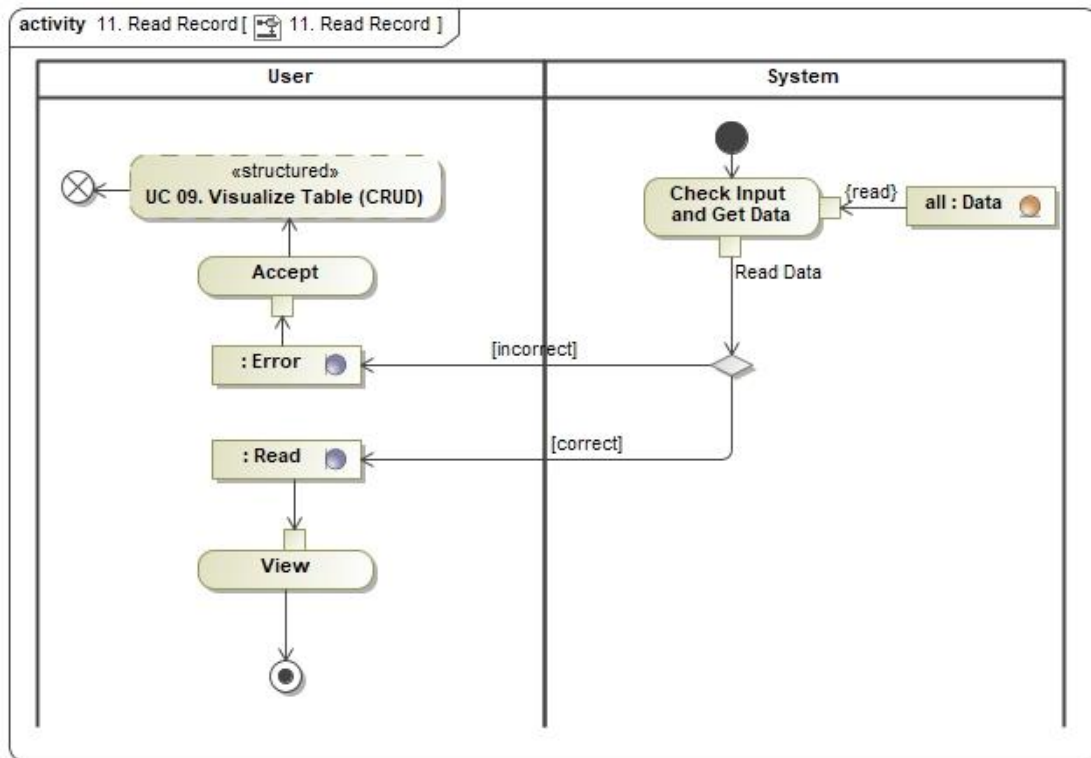 activity 11. Read Record [ 11. Read Record ]
User
System
«structured»
UC 09. Visualize Table (CRUD)
Check Input
and Get Data
{read}
all : Data
Accept
Read Data
: Error
[incorrect]
: Read
[correct]
View